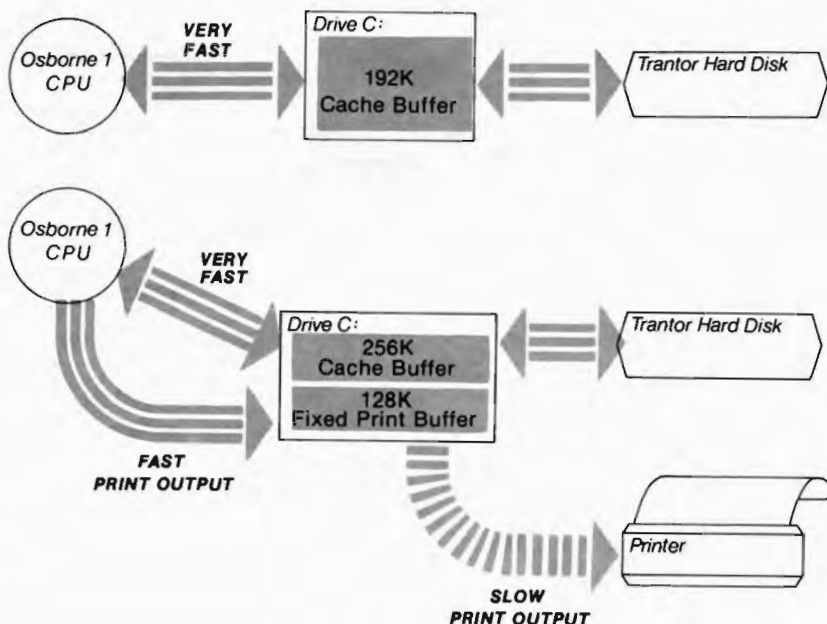 Osborne 1
CPU
VERY
FAST
Drive C:
192K
Cache Buffer
Trantor Hard Disk
Osborne 1
CPU
VERY
FAST
Drive C:
256K
Cache Buffer
128K
Fixed Print Buffer
Trantor Hard Disk
FAST
PRINT OUTPUT
Printer
SLOW
PRINT OUTPUT